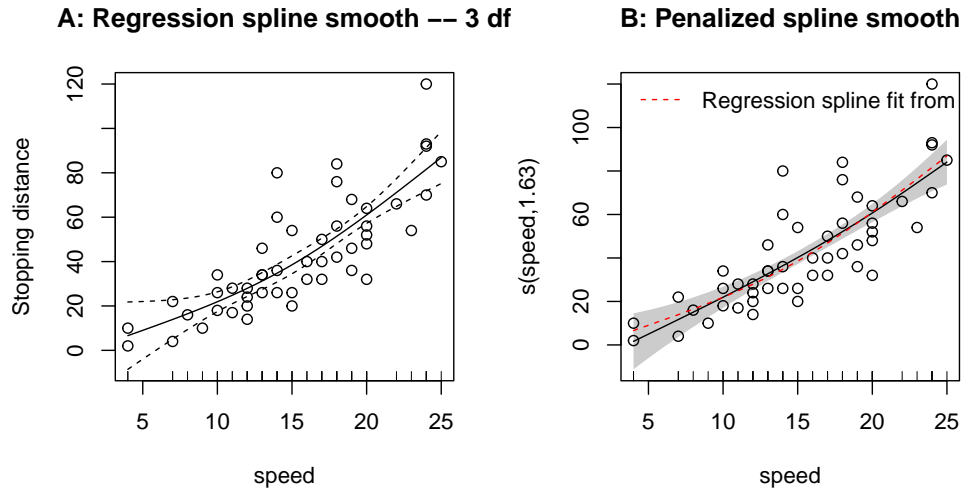 A: Regression spline smooth −− 3 df
Stopping distance
120
80
60
40
20
0
5 10 15 20 25
speed
B: Penalized spline smooth
s(speed,1.63)
100
60
20
0
Regression spline fit from
5 10 15 20 25
speed